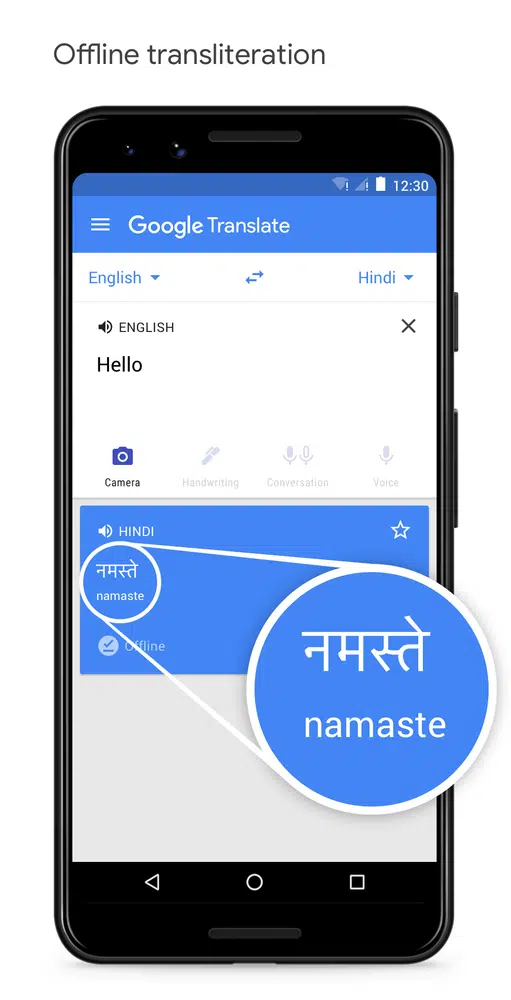 Offline transliteration
12:30
Google Translate
English
Hindi
ENGLISH
Hello
Camera
Handwriting
Conversation
Voice
HINDI
नमस्ते
namaste
Offline
नमस्ते
namaste